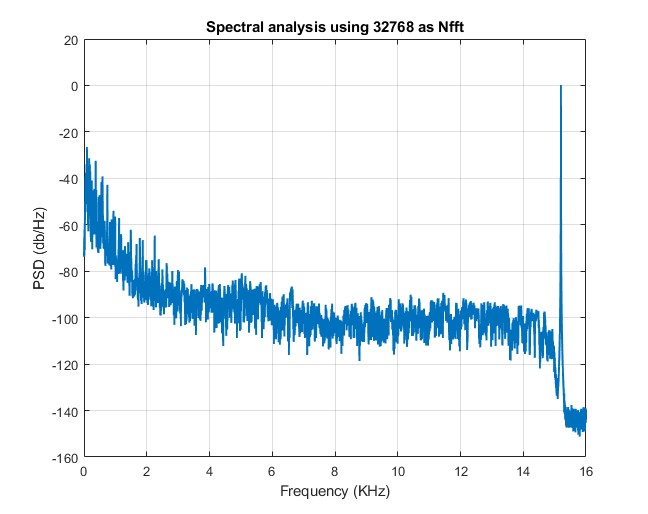 Spectral analysis using 32768 as Nfft
20
0
-20
-40
-60
-80
-100
-120
-140
-160
PSD (db/Hz)
0 2 4 6 8 10 12 14 16
Frequency (KHz)